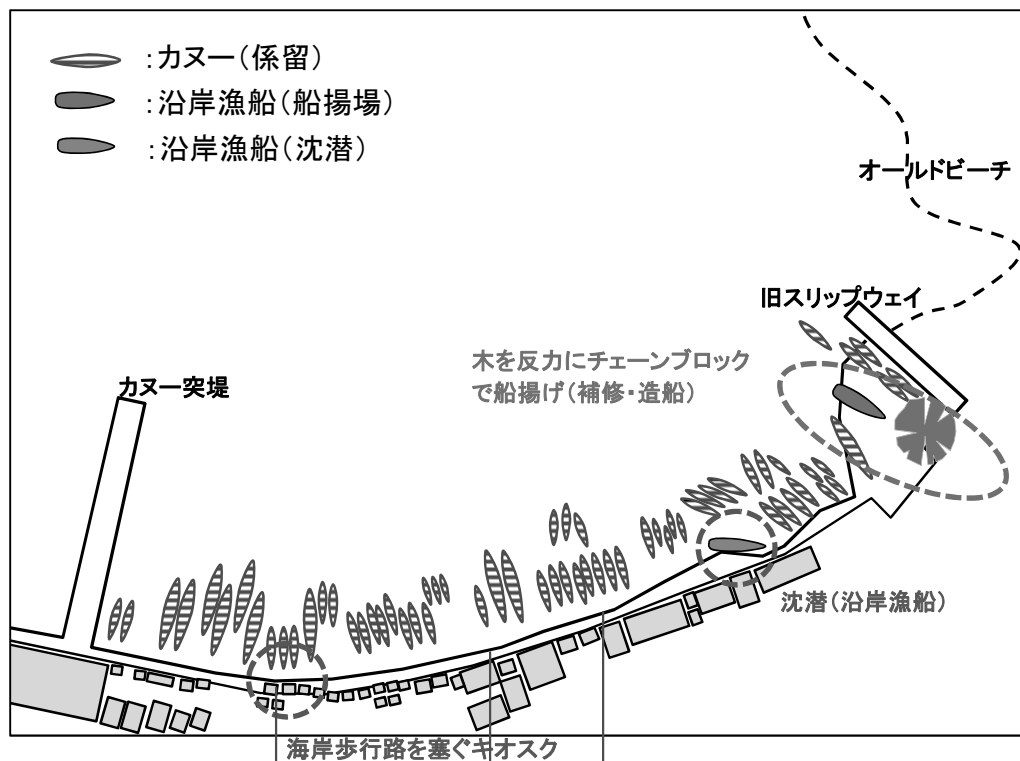 ：カヌー（係留）
：沿岸漁船（船揚場）
：沿岸漁船（沈潜）
オールドビーチ
旧スリップウェイ
木を反力にチェーンブロック
で船揚げ（補修・造船）
カヌー突堤
沈潜（沿岸漁船）
海岸歩行路を塞ぐキオスク